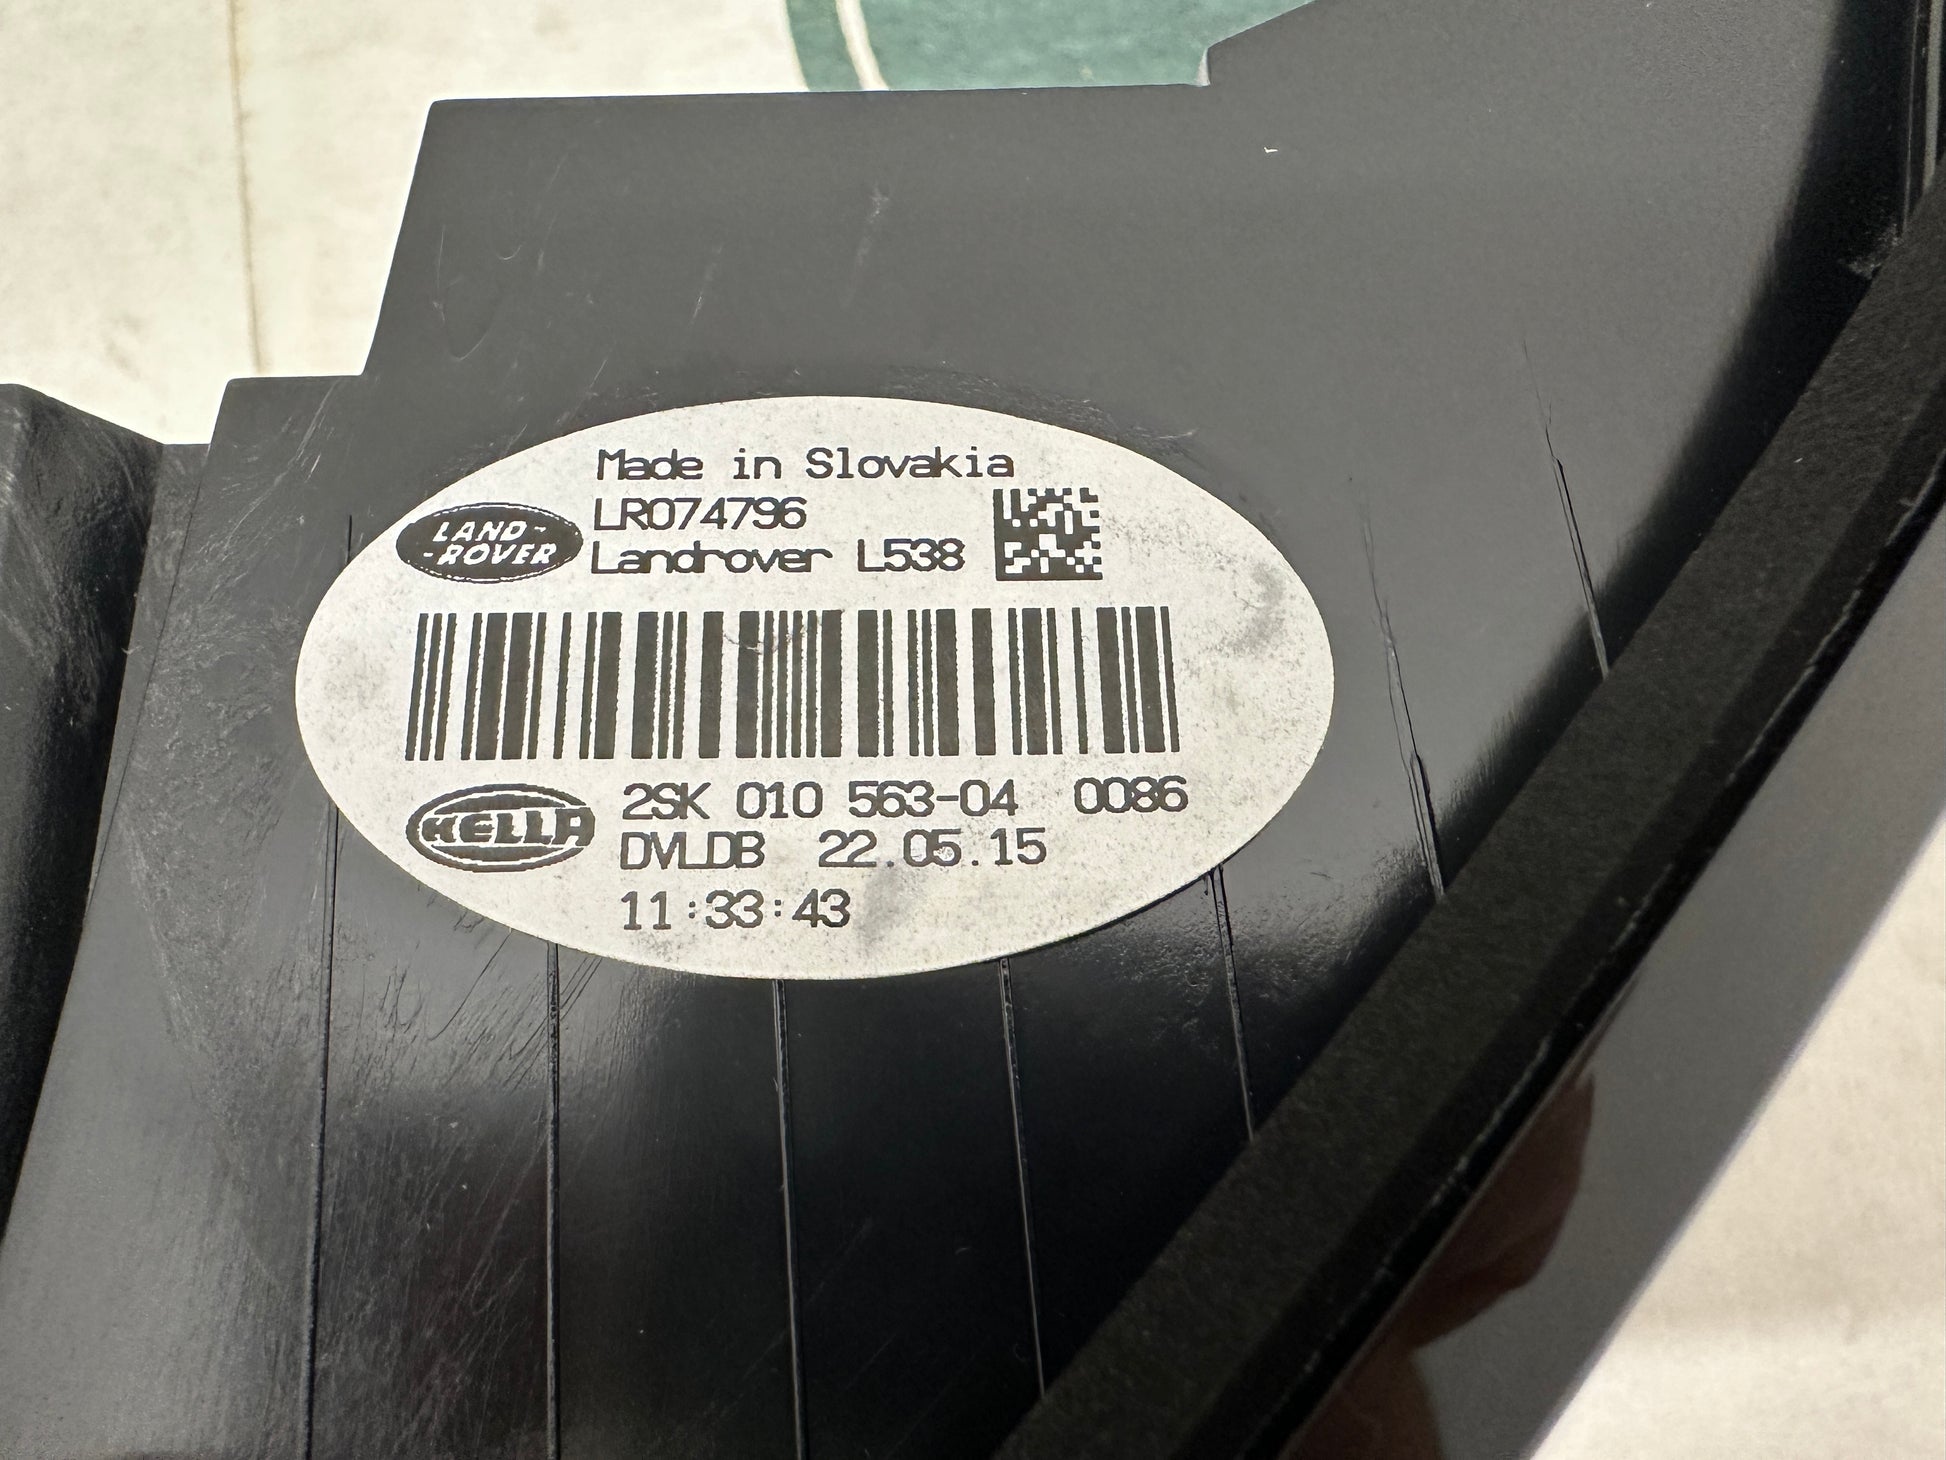 Made in Slovakia
LR074796
LAND-
-ROVER
Landrover L538
HELLA
2SK 010 563-04 0086
DVLDB 22.05.15
11:33:43